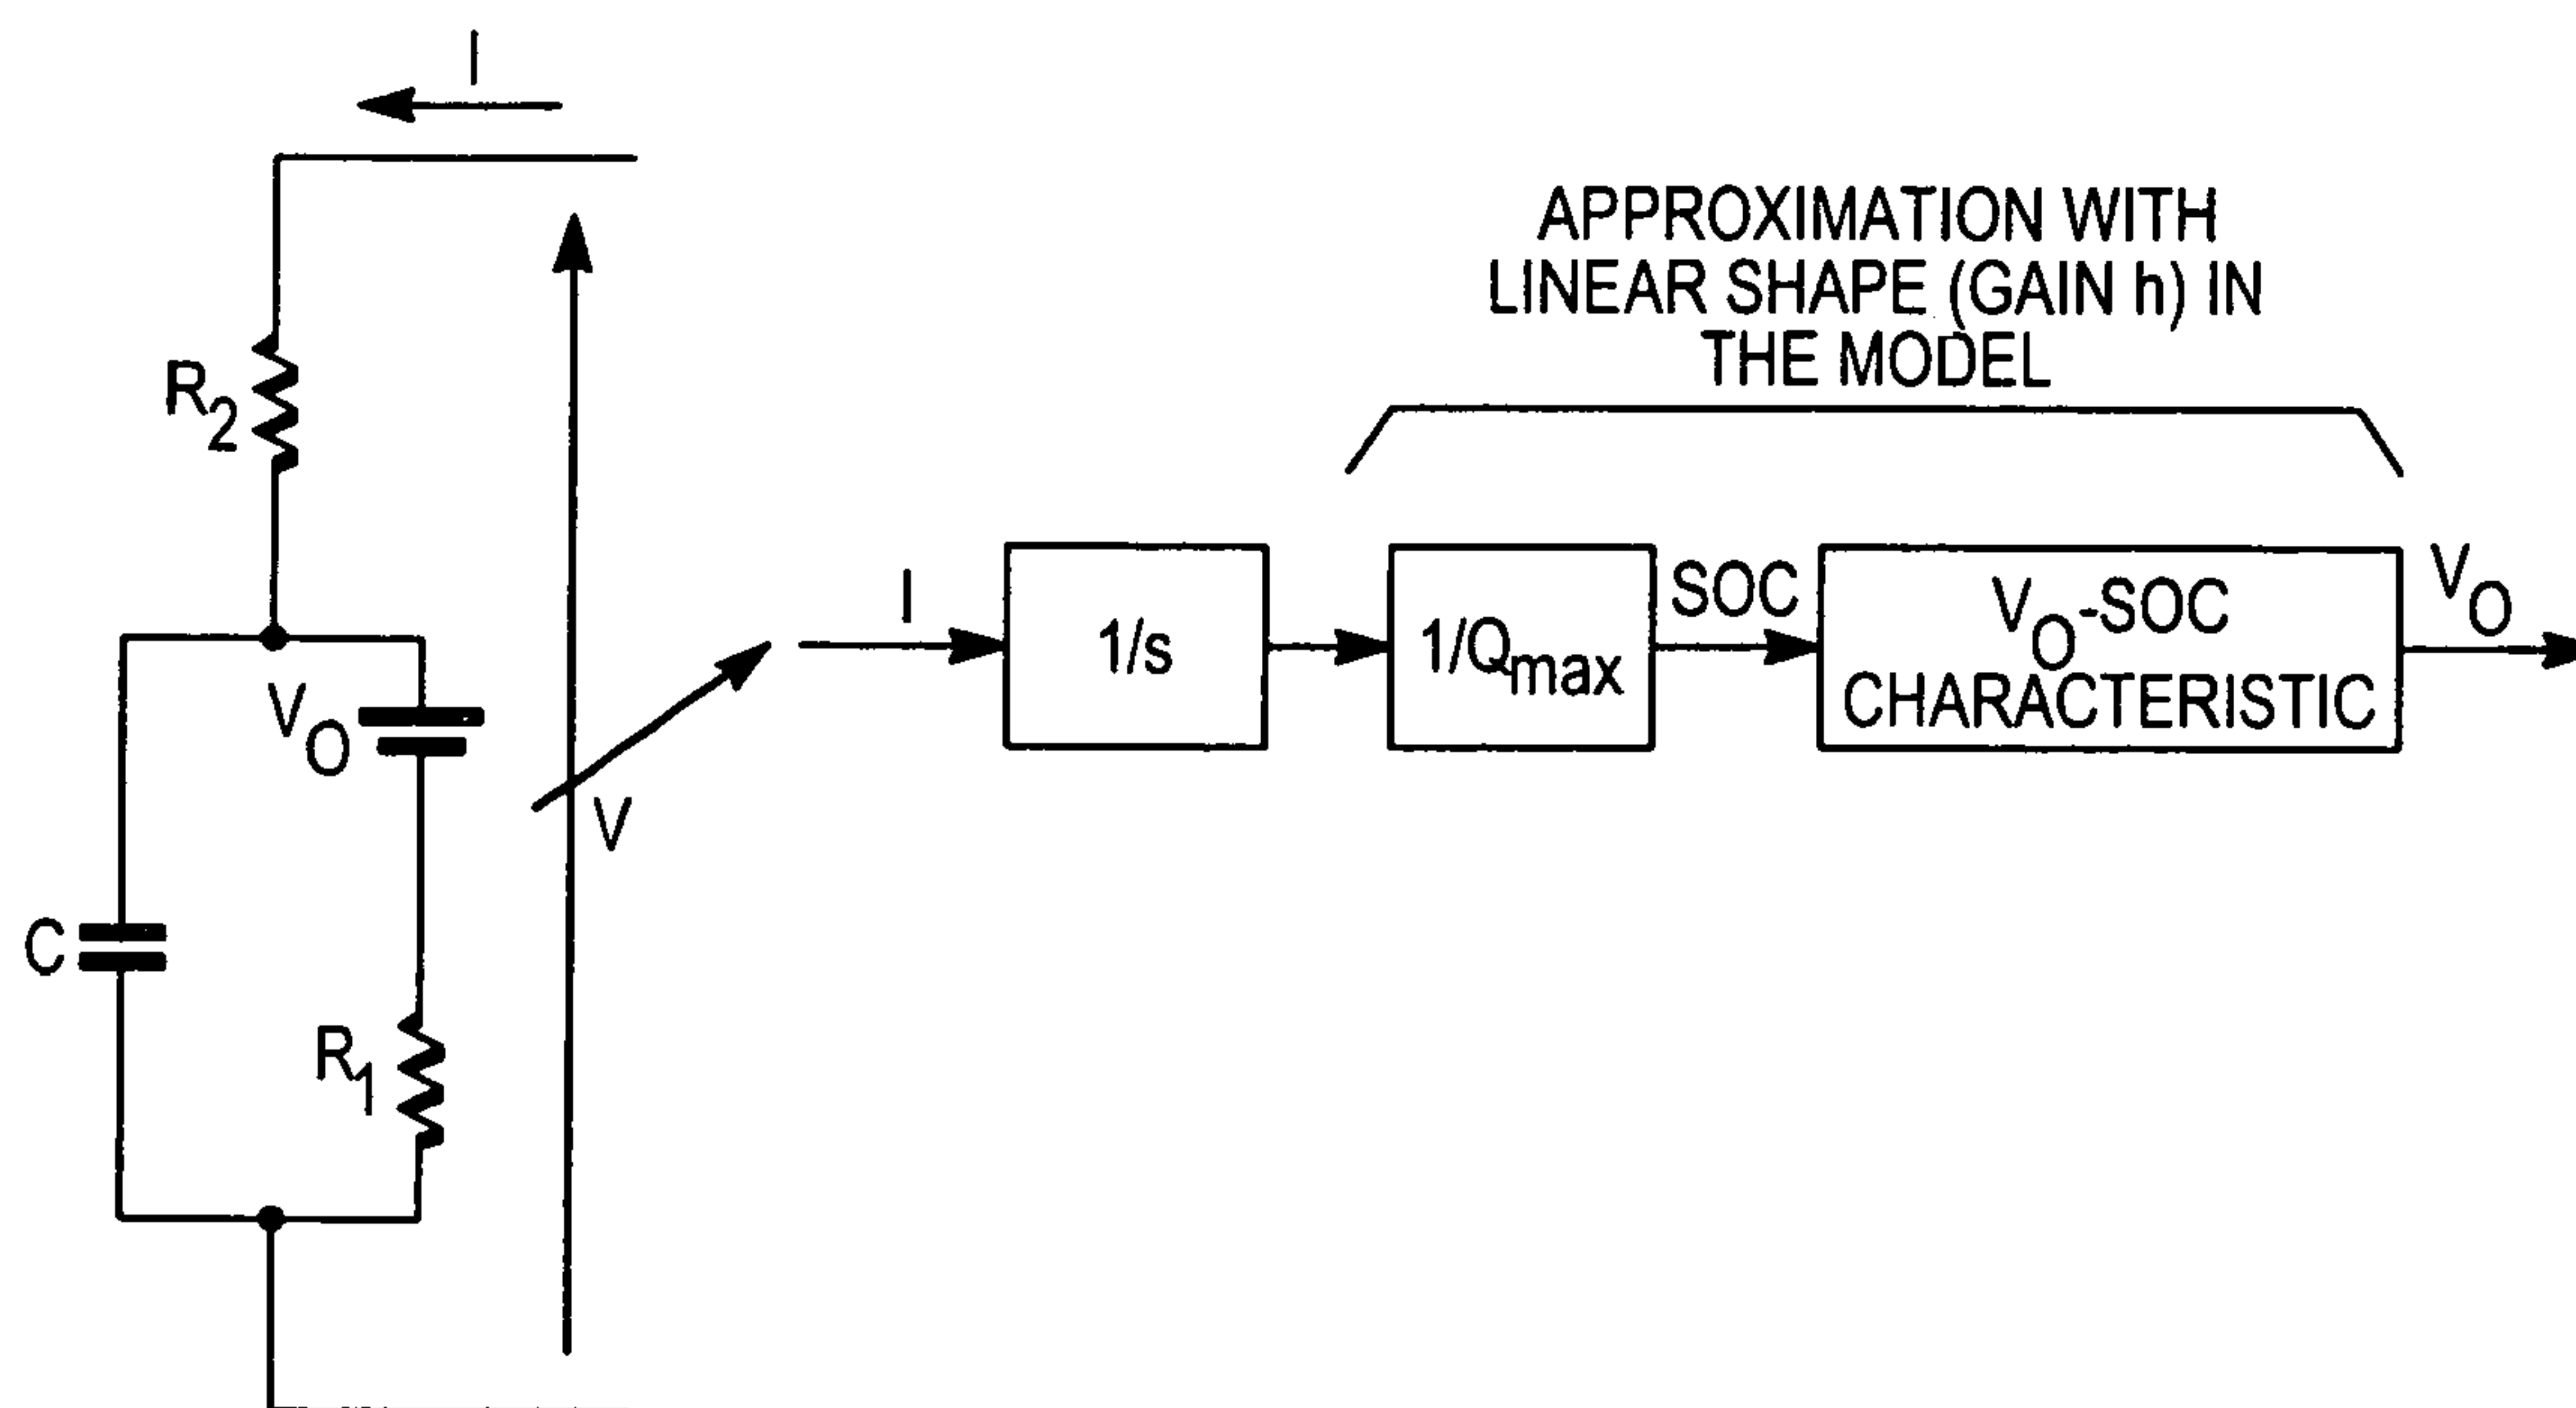 I
R2
VO
C
R1
V
APPROXIMATION WITH
LINEAR SHAPE (GAIN h) IN
THE MODEL
I
1/s
1/Qmax
SOC
VO-SOC
CHARACTERISTIC
VO